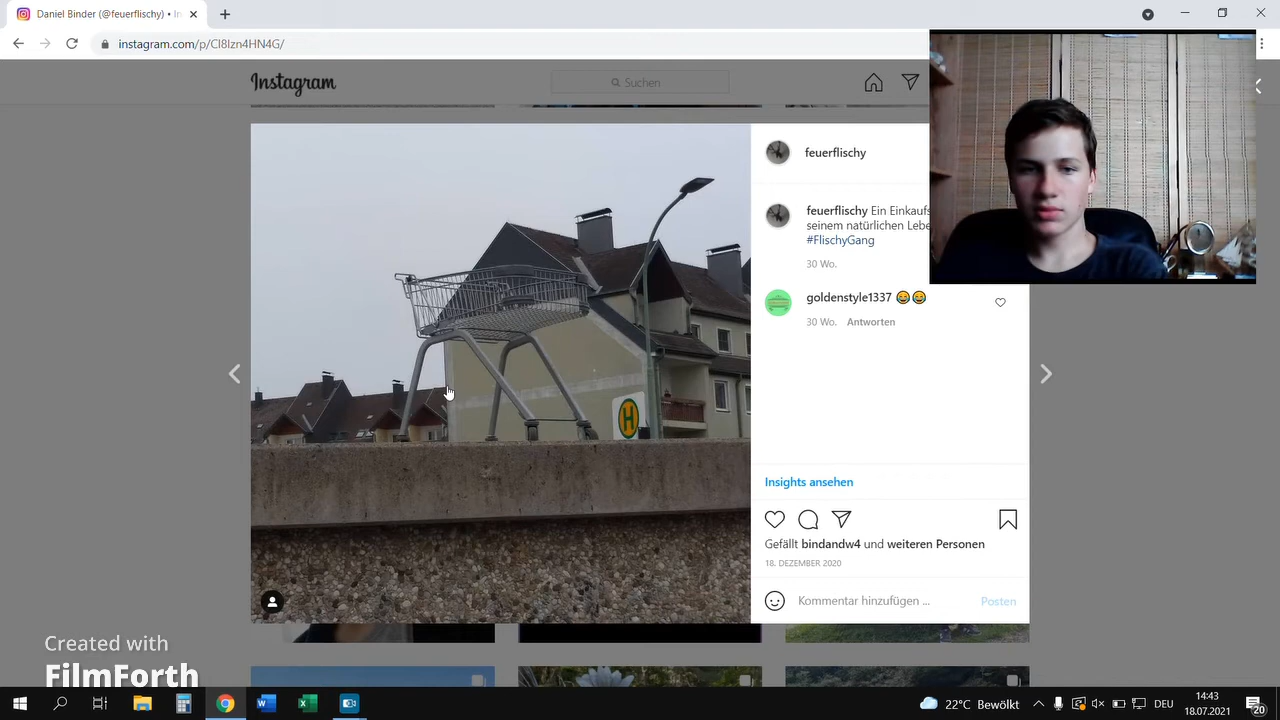 Daniel Binder (@feuerflischy) • In
instagram.com/p/CI8Izn4HN4G/
Instagram
Suchen
feuerflischy
feuerflischy Ein Einkaufs
seinem natürlichen Lebe
#FlischyGang
30 Wo.
goldenstyle1337 😂😂
30 Wo. Antworten
H
Insights ansehen
Gefällt bindandw4 und weiteren Personen
18. DEZEMBER 2020
Kommentar hinzufügen ...
Posten
Created with
FilmForth
22°C Bewölkt
DEU
14:43
18.07.2021
20